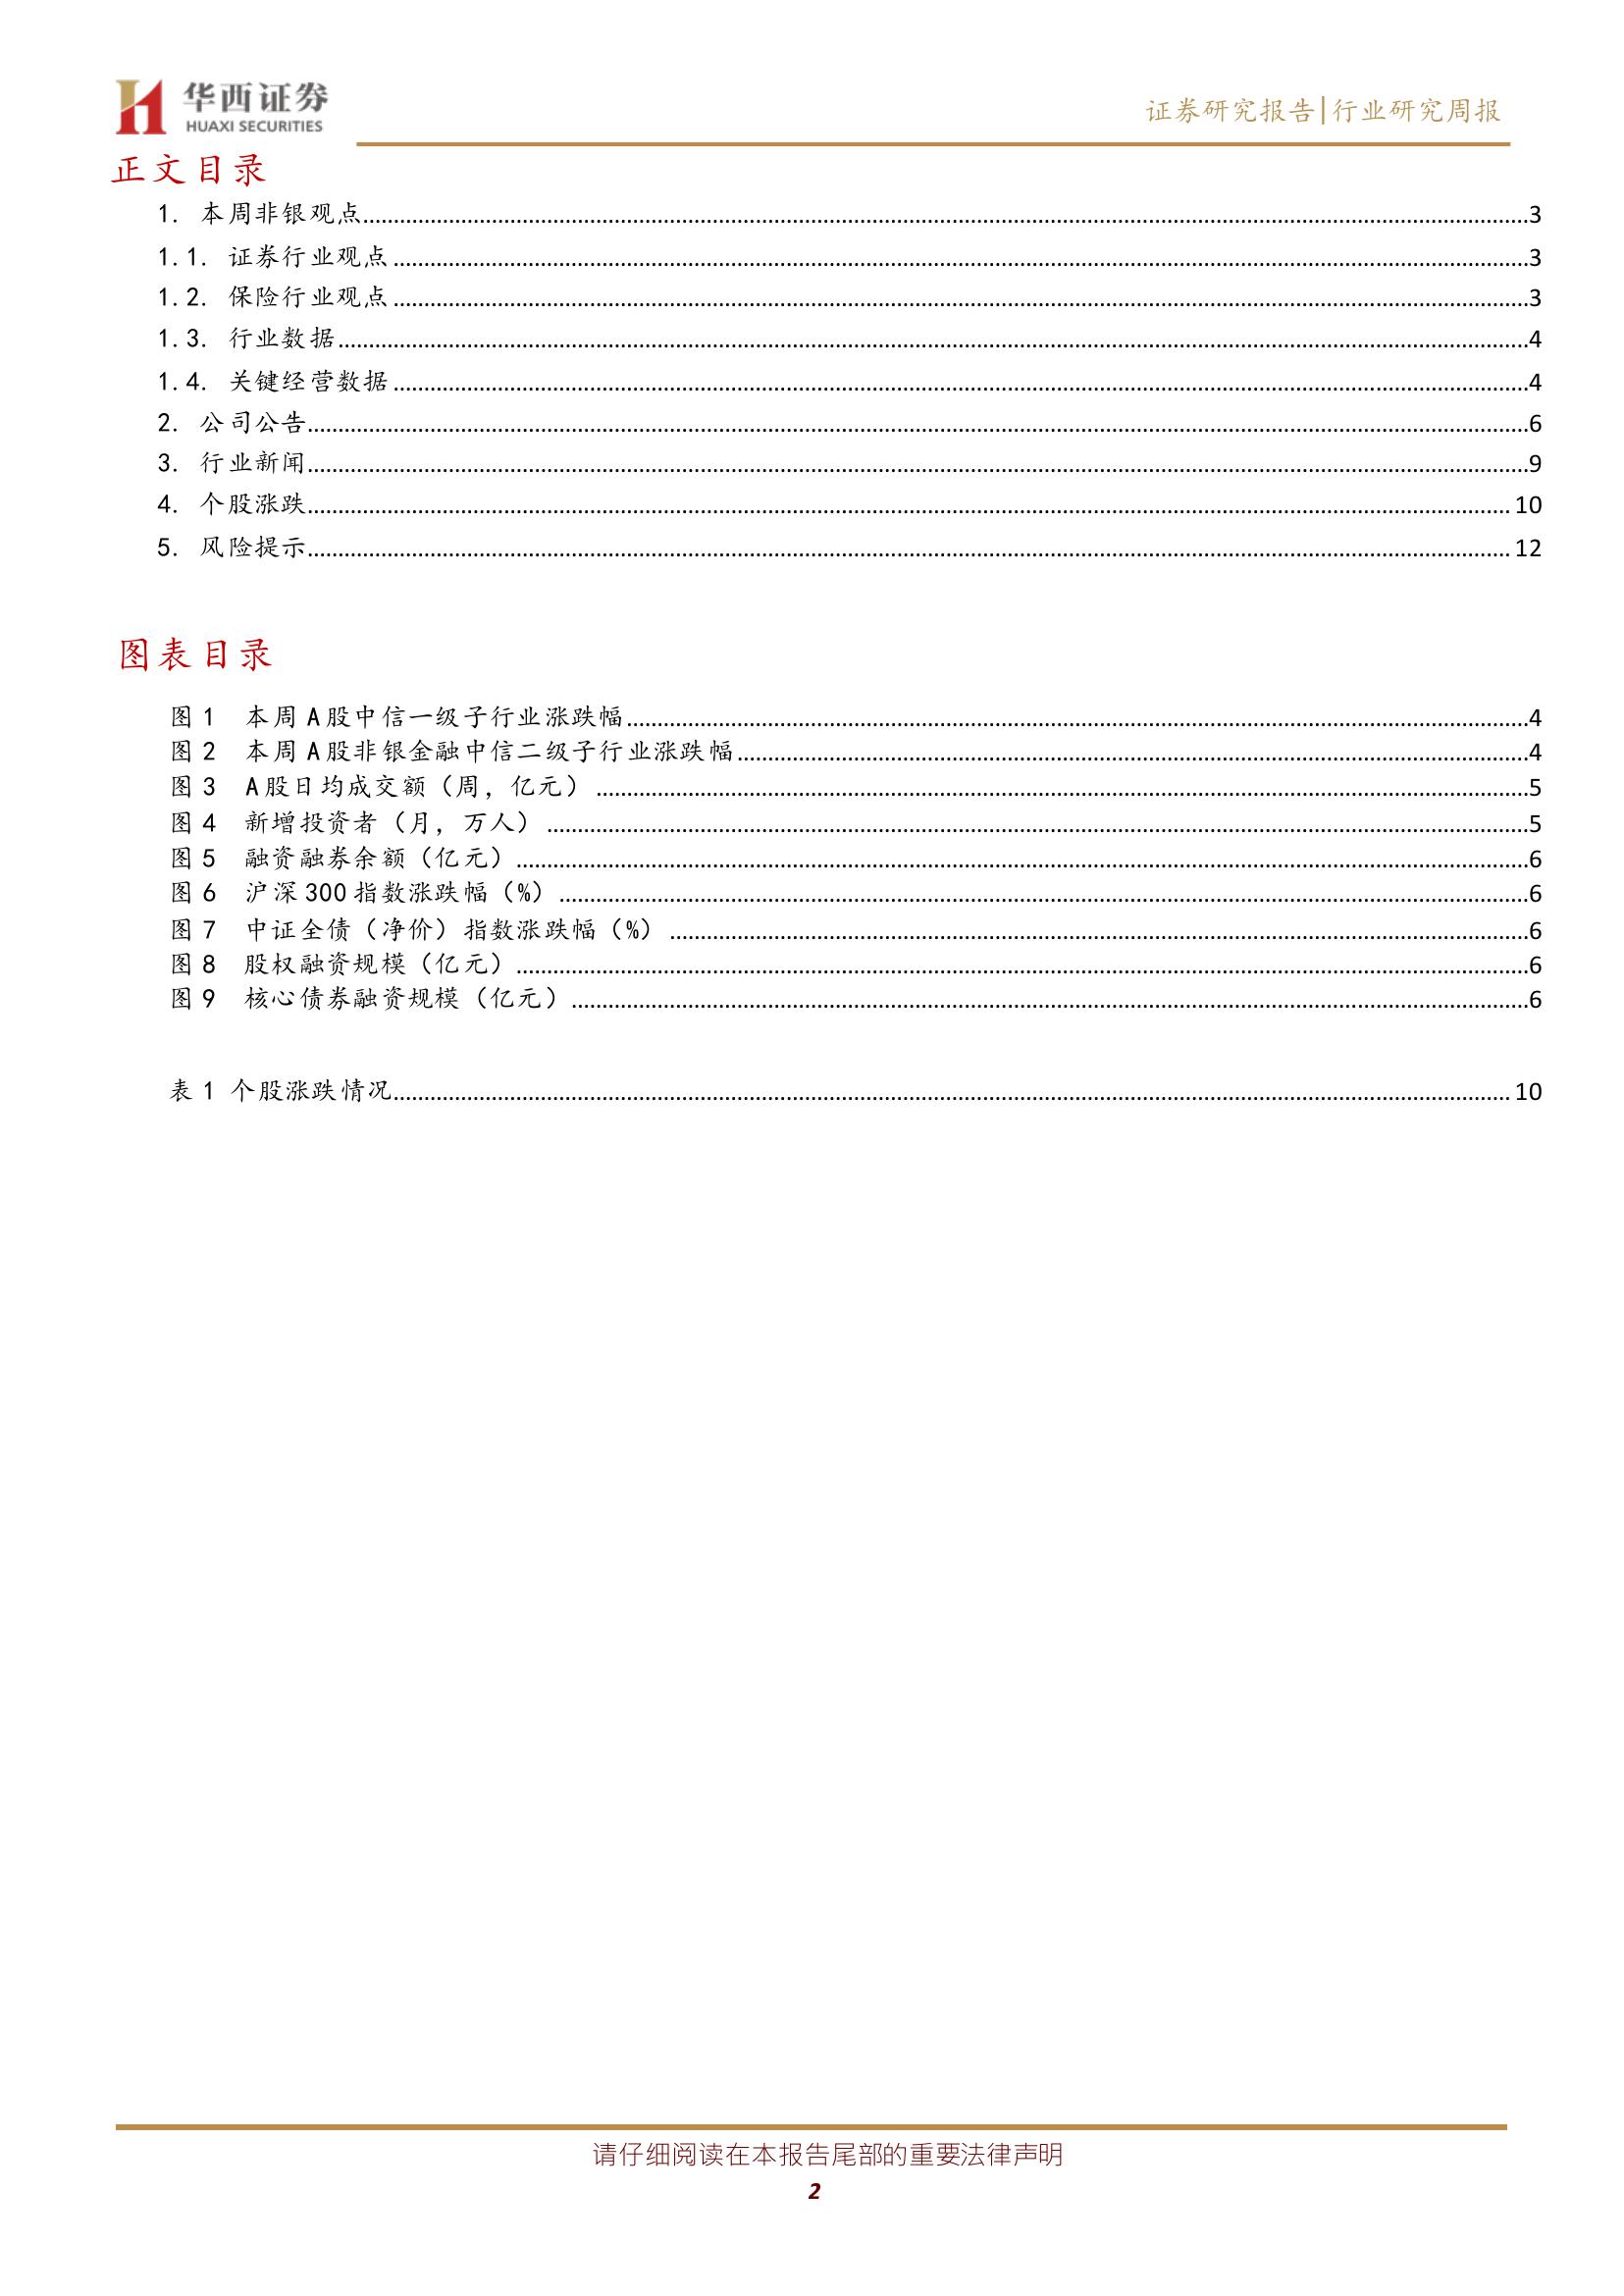 华西证券
HUAXI SECURITIES
证券研究报告|行业研究周报
正文目录
1. 本周非银观点........................................3
1.1. 证券行业观点........................................3
1.2. 保险行业观点........................................3
1.3. 行业数据........................................4
1.4. 关键经营数据........................................4
2. 公司公告........................................6
3. 行业新闻........................................9
4. 个股涨跌........................................10
5. 风险提示........................................12
图表目录
图 1 本周 A 股中信一级子行业涨跌幅........................................4
图 2 本周 A 股非银金融中信二级子行业涨跌幅........................................4
图 3 A 股日均成交额（周，亿元）........................................5
图 4 新增投资者（月，万人）........................................5
图 5 融资融券余额（亿元）........................................6
图 6 沪深 300 指数涨跌幅（%）........................................6
图 7 中证全债（净价）指数涨跌幅（%）........................................6
图 8 股权融资规模（亿元）........................................6
图 9 核心债券融资规模（亿元）........................................6
表 1 个股涨跌情况........................................10
请仔细阅读在本报告尾部的重要法律声明
2